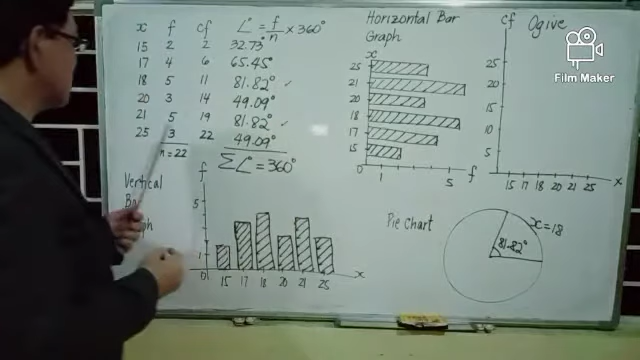 x f cf ∠° = f/n x 360°
15 2 2 32.73°
17 4 6 65.45°
18 5 11 81.82° ✓
20 3 14 49.09°
21 5 19 81.82° ✓
25 3 22 49.09°
n = 22 Σ∠° = 360°
Horizontal Bar
Graph
x
25
21
20
18
17
15
0 1 5 f
cf Ogive
25
20
15
10
5
15 17 18 20 21 25 x
Film Maker
Vertical
f
5
1
0 15 17 18 20 21 25 x
Pie Chart
x = 18
81.82°